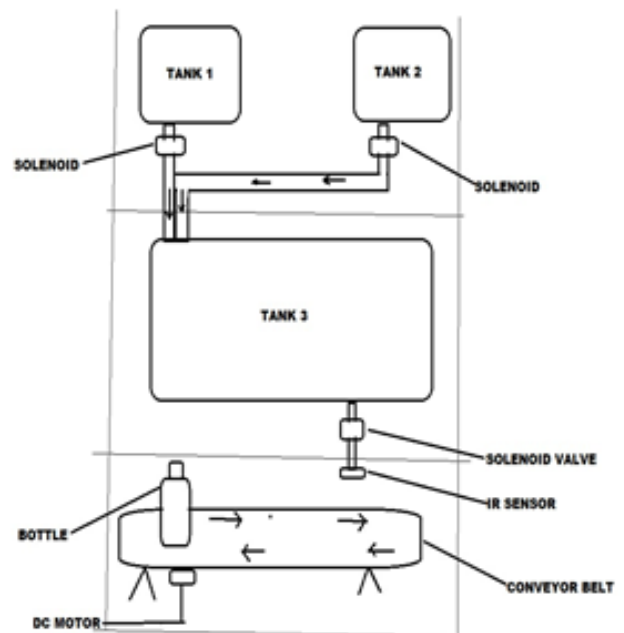 TANK 1
TANK 2
SOLENOID
SOLENOID
TANK 3
SOLENOID VALVE
IR SENSOR
BOTTLE
CONVEYOR BELT
DC MOTOR